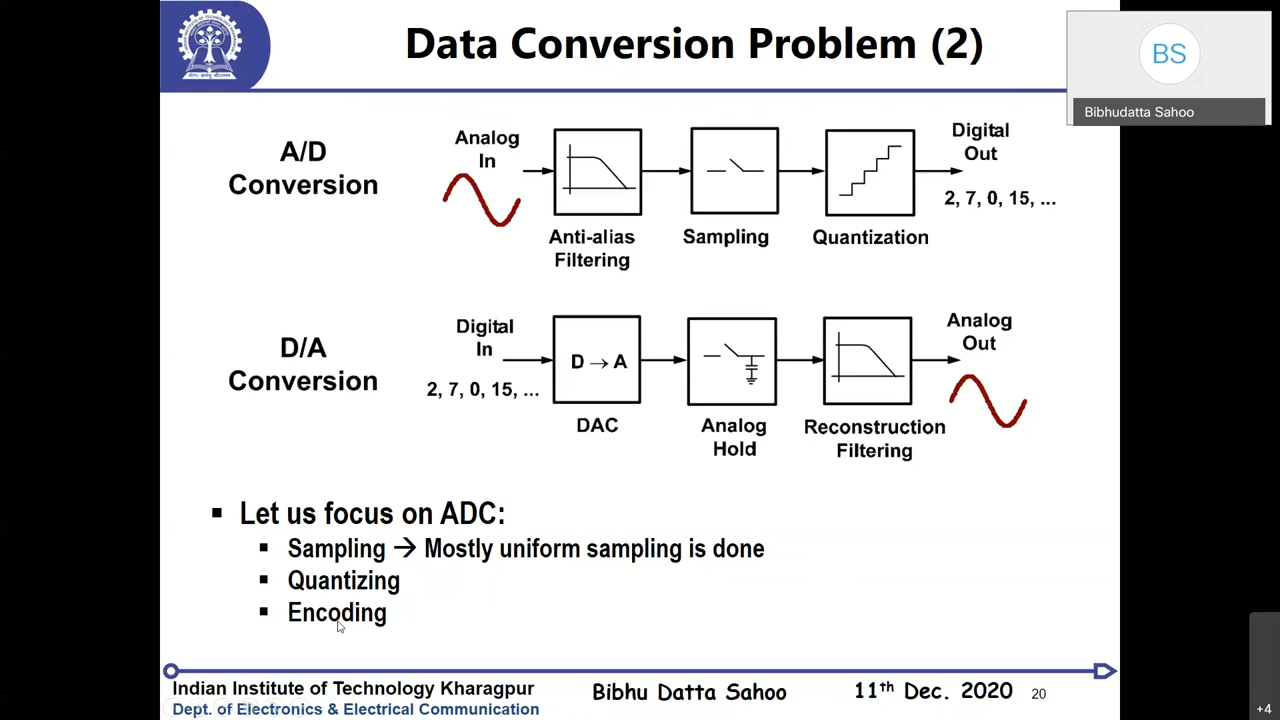 Data Conversion Problem (2)
BS
Bibhudatta Sahoo
A/D
Conversion
Analog
In
Anti-alias
Filtering
Sampling
Quantization
Digital
Out
2, 7, 0, 15, ...
D/A
Conversion
Digital
In
2, 7, 0, 15, ...
D → A
DAC
Analog
Hold
Reconstruction
Filtering
Analog
Out
▪ Let us focus on ADC:
▪ Sampling → Mostly uniform sampling is done
▪ Quantizing
▪ Encoding
Indian Institute of Technology Kharagpur
Dept. of Electronics & Electrical Communication
Bibhu Datta Sahoo
11th Dec. 2020
20
+4